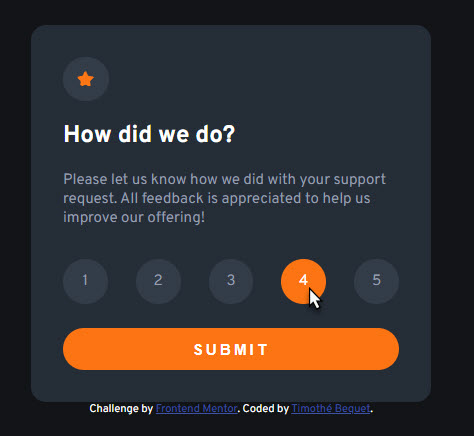 How did we do?
Please let us know how we did with your support
request. All feedback is appreciated to help us
improve our offering!
1 2 3 4 5
SUBMIT
Challenge by Frontend Mentor. Coded by Timothé Bequet.